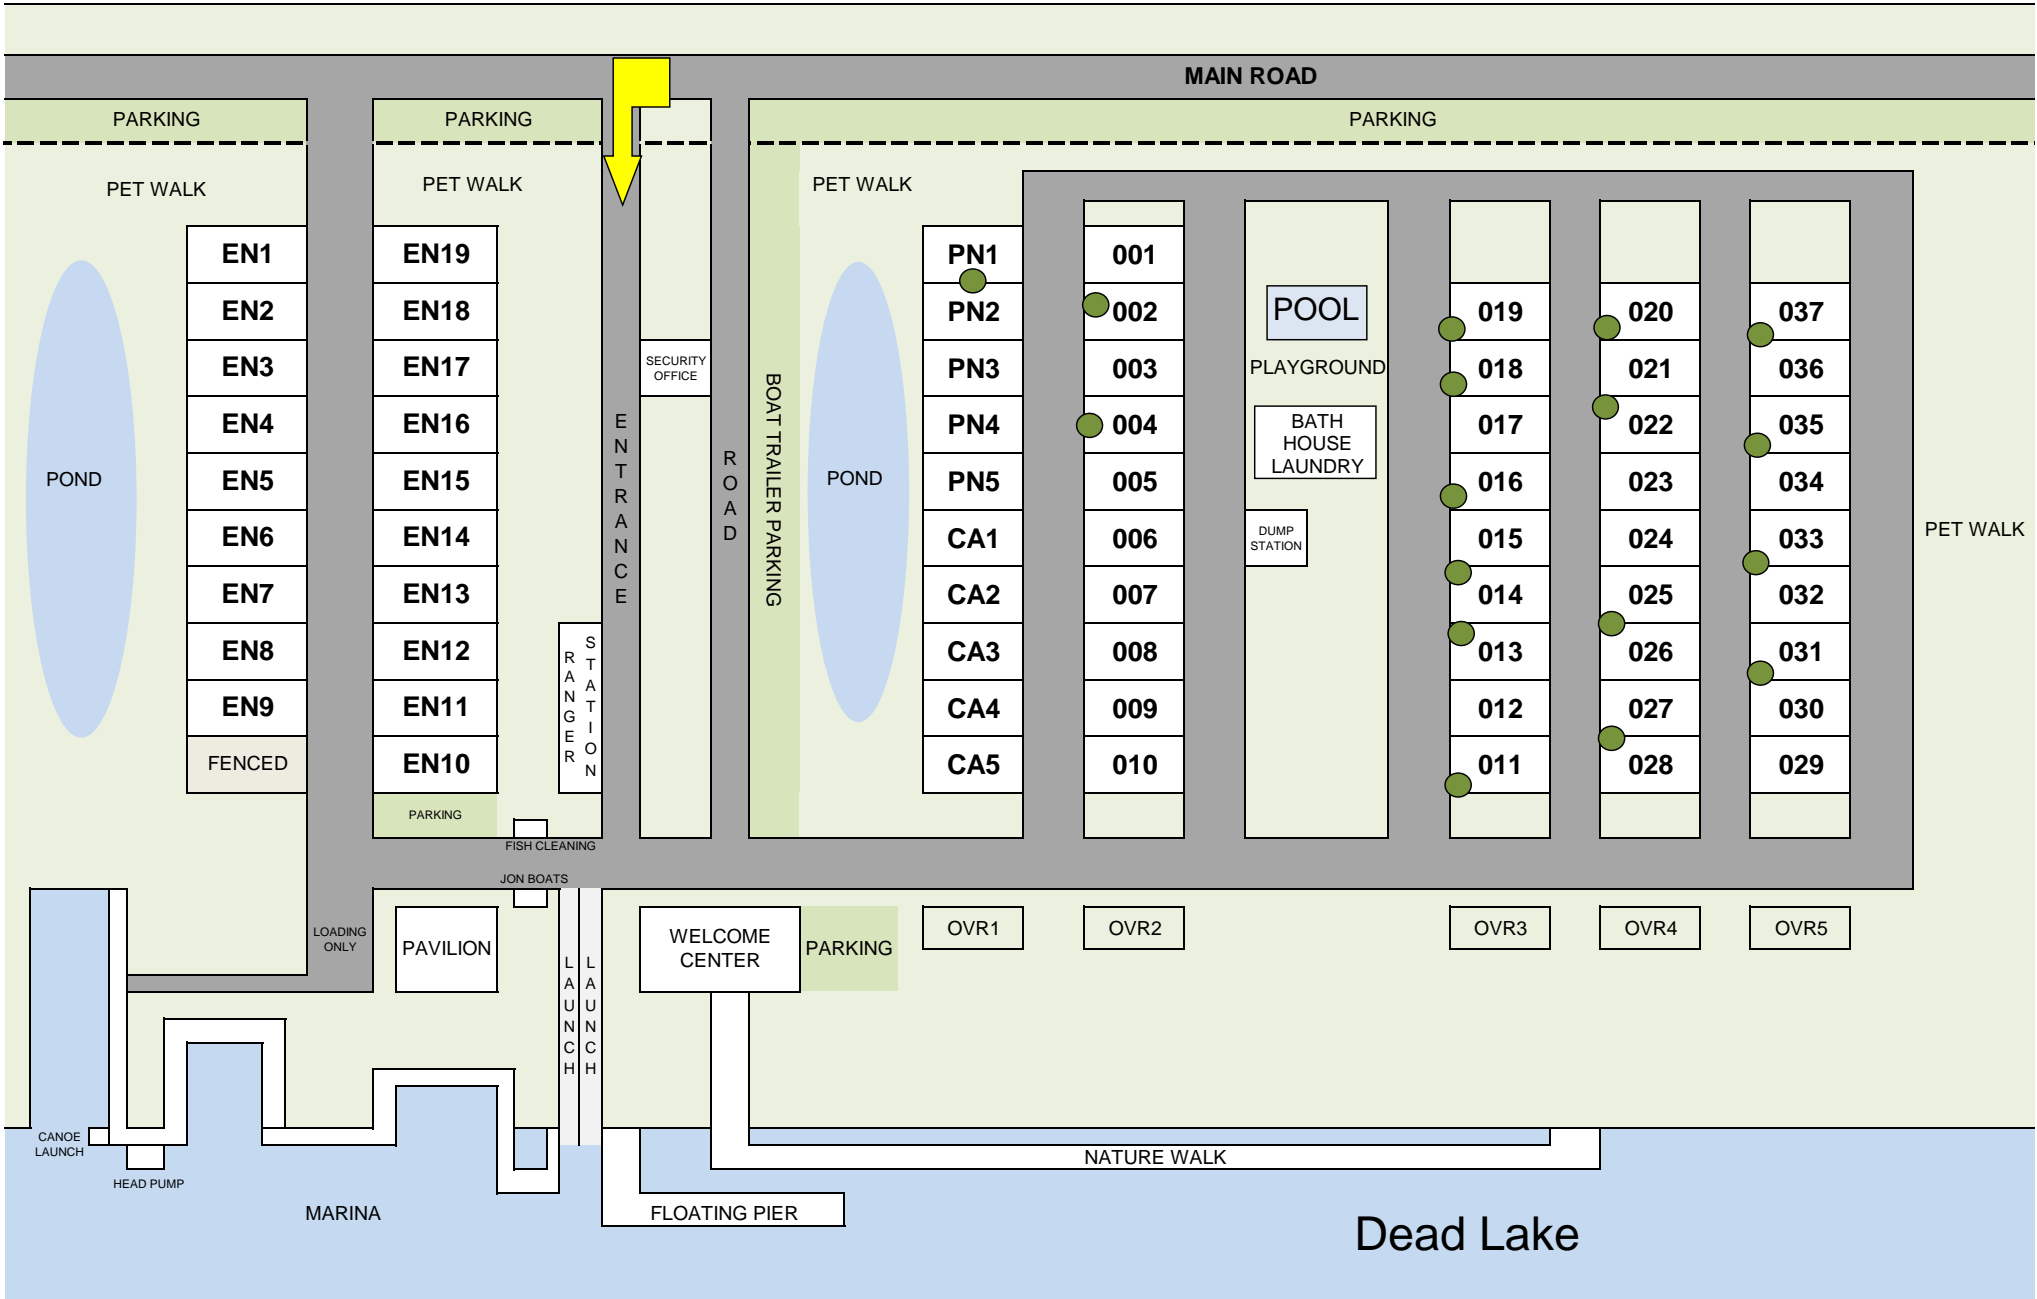 MAIN ROAD
PARKING
PARKING
PARKING
PET WALK
PET WALK
PET WALK
EN1
EN2
EN3
EN4
EN5
EN6
EN7
EN8
EN9
FENCED
POND
EN19
EN18
EN17
EN16
EN15
EN14
EN13
EN12
EN11
EN10
PARKING
RANGER
STATION
ENTRANCE
SECURITY
OFFICE
ROAD
BOAT TRAILER PARKING
POND
PN1
PN2
PN3
PN4
PN5
CA1
CA2
CA3
CA4
CA5
001
002
003
004
005
006
007
008
009
010
POOL
PLAYGROUND
BATH
HOUSE
LAUNDRY
DUMP
STATION
019
018
017
016
015
014
013
012
011
020
021
022
023
024
025
026
027
028
037
036
035
034
033
032
031
030
029
PET WALK
FISH CLEANING
JON BOATS
LOADING
ONLY
PAVILION
LAUNCH
LAUNCH
WELCOME
CENTER
PARKING
OVR1
OVR2
OVR3
OVR4
OVR5
CANOE
LAUNCH
HEAD PUMP
MARINA
NATURE WALK
FLOATING PIER
Dead Lake